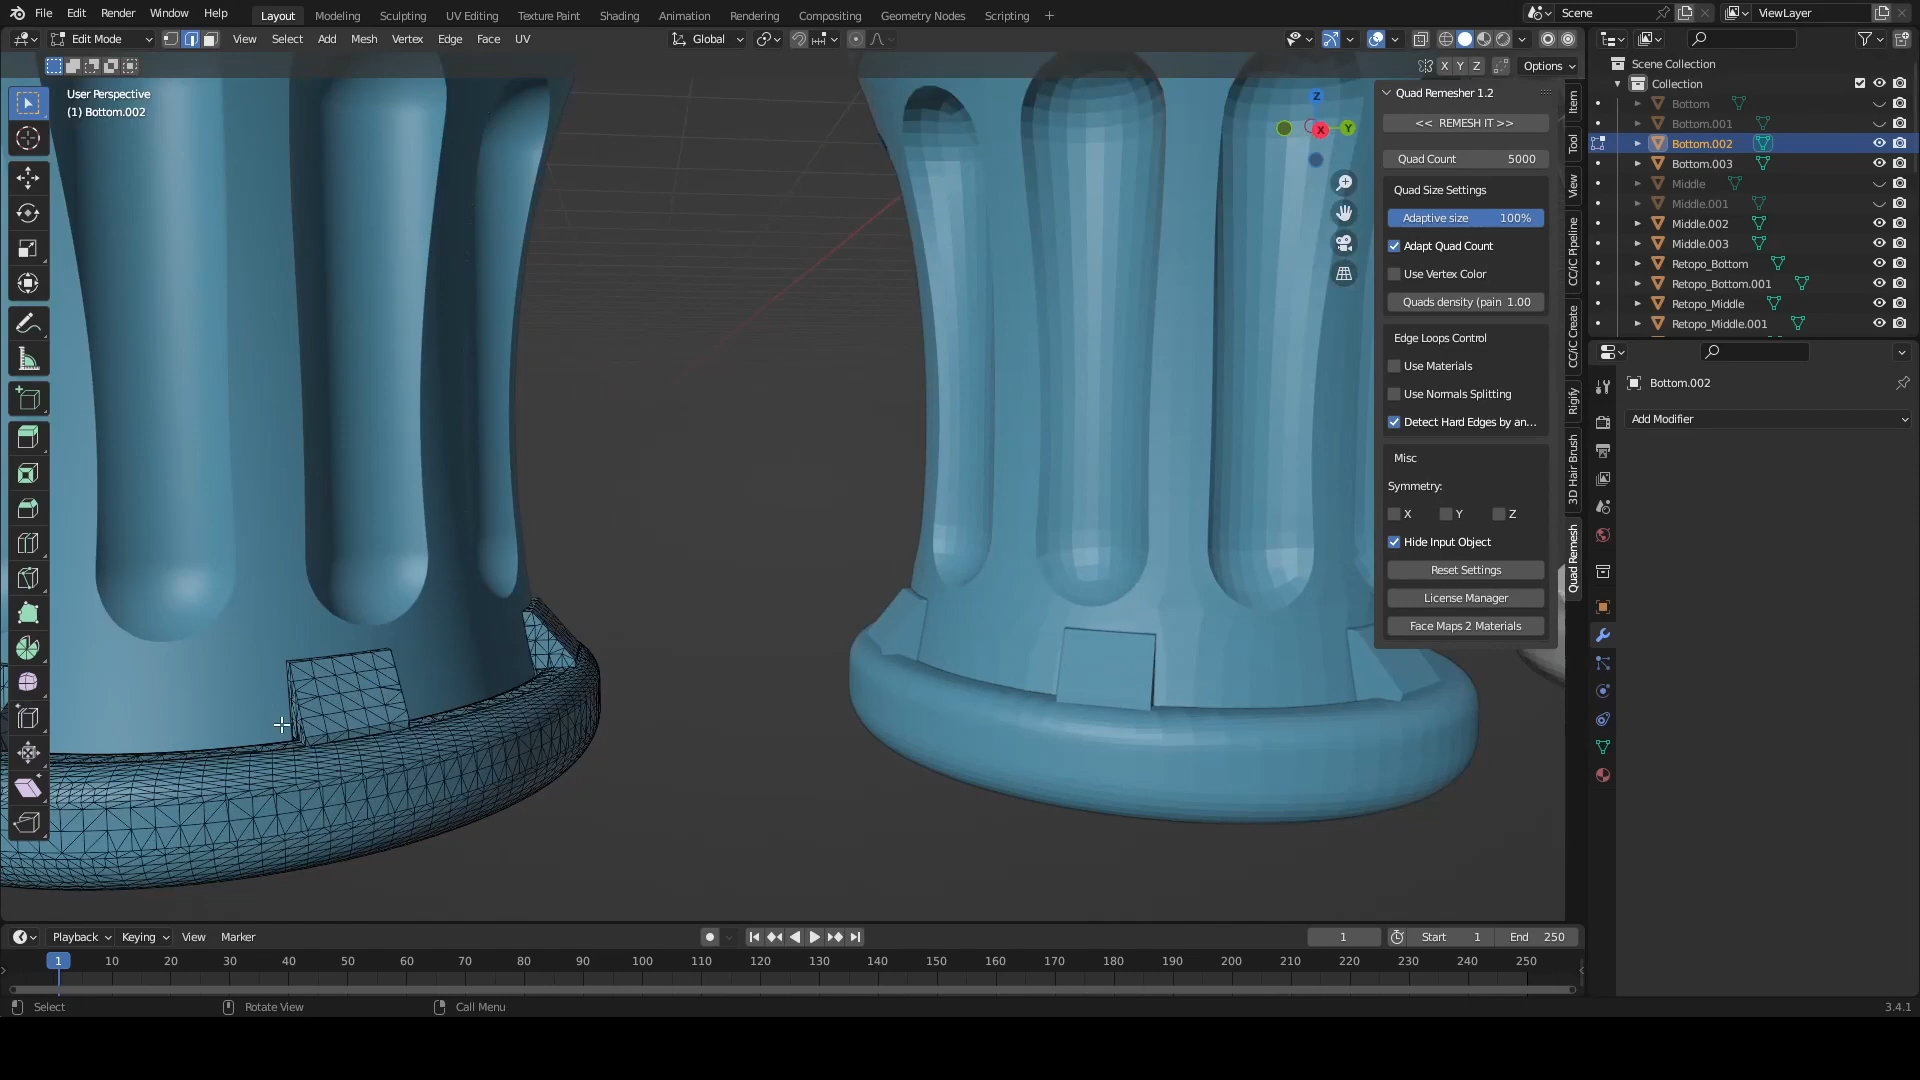 File Edit Render Window Help Layout Modeling Sculpting UV Editing Texture Paint Shading Animation Rendering Compositing Geometry Nodes Scripting + Scene ViewLayer
Edit Mode View Select Add Mesh Vertex Edge Face UV Global
X Y Z Options
User Perspective
(1) Bottom.002
Z
X
Y
Quad Remesher 1.2
<< REMESH IT >>
Quad Count 5000
Quad Size Settings
Adaptive size 100%
Adapt Quad Count
Use Vertex Color
Quads density (pain 1.00
Edge Loops Control
Use Materials
Use Normals Splitting
Detect Hard Edges by an...
Misc
Symmetry:
X Y Z
Hide Input Object
Reset Settings
License Manager
Face Maps 2 Materials
Item
Tool
View
CC/iC Pipeline
CC/iC Create
Rigify
3D Hair Brush
Quad Remesh
Scene Collection
Collection
Bottom
Bottom.001
Bottom.002
Bottom.003
Middle
Middle.001
Middle.002
Middle.003
Retopo_Bottom
Retopo_Bottom.001
Retopo_Middle
Retopo_Middle.001
Bottom.002
Add Modifier
Playback Keying View Marker 1 Start 1 End 250
1 10 20 30 40 50 60 70 80 90 100 110 120 130 140 150 160 170 180 190 200 210 220 230 240 250
Select Rotate View Call Menu 3.4.1